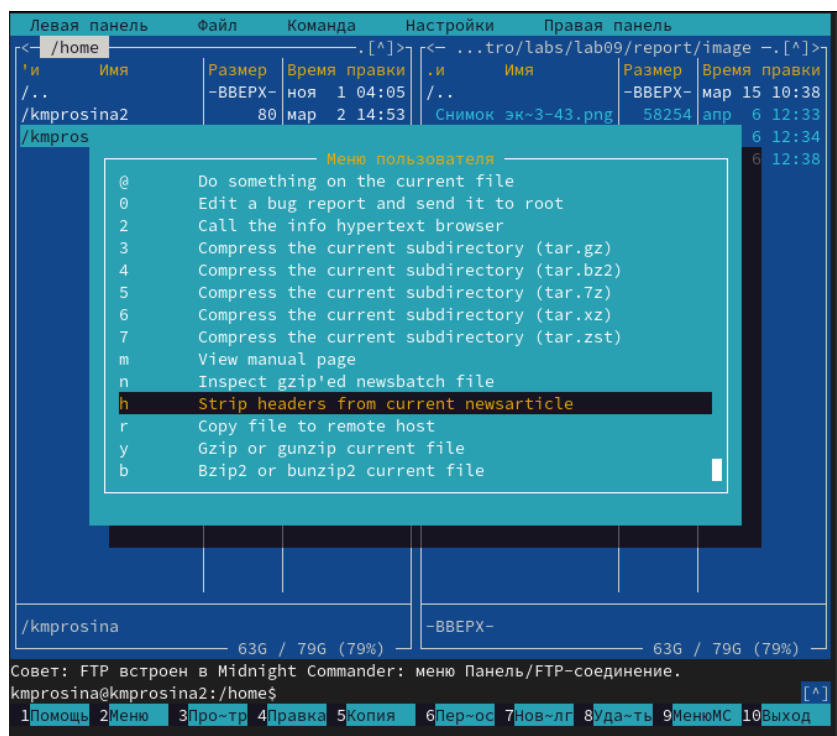 Левая панель Файл Команда Настройки Правая панель
<— /home .[^]> <— ...tro/labs/lab09/report/image —.[^]>
'и Имя Размер Время правки .и Имя Размер Время правки
/.. -ВВЕРХ- ноя 1 04:05 /.. -ВВЕРХ- мар 15 10:38
/kmprosina2 80 мар 2 14:53 Снимок эк~3-43.png 58254 апр 6 12:33
/kmpros 6 12:34
6 12:38
Меню пользователя
@ Do something on the current file
0 Edit a bug report and send it to root
2 Call the info hypertext browser
3 Compress the current subdirectory (tar.gz)
4 Compress the current subdirectory (tar.bz2)
5 Compress the current subdirectory (tar.7z)
6 Compress the current subdirectory (tar.xz)
7 Compress the current subdirectory (tar.zst)
m View manual page
n Inspect gzip'ed newsbatch file
h Strip headers from current newsarticle
r Copy file to remote host
y Gzip or gunzip current file
b Bzip2 or bunzip2 current file
/kmprosina -ВВЕРХ-
63G / 79G (79%) 63G / 79G (79%)
Совет: FTP встроен в Midnight Commander: меню Панель/FTP-соединение.
kmprosina@kmprosina2:/home$ [^]
1Помощь 2Меню 3Про~тр 4Правка 5Копия 6Пер~ос 7Нов~лг 8Уда~ть 9МенюMC 10Выход